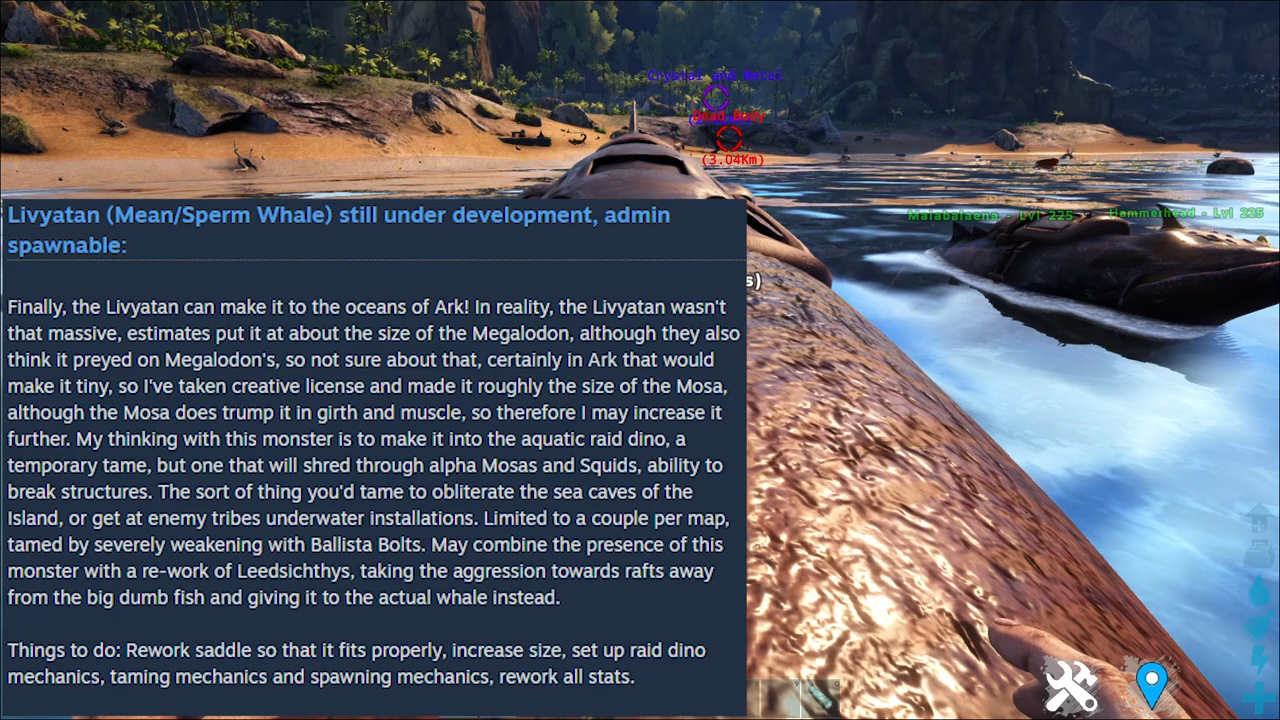 Crystal and Metal
Dead Body
(3.04Km)
Malabalaena - Lvl 225
Hammerhead - Lvl 225
s)
Livyatan (Mean/Sperm Whale) still under development, admin
spawnable:
Finally, the Livyatan can make it to the oceans of Ark! In reality, the Livyatan wasn't
that massive, estimates put it at about the size of the Megalodon, although they also
think it preyed on Megalodon's, so not sure about that, certainly in Ark that would
make it tiny, so I've taken creative license and made it roughly the size of the Mosa,
although the Mosa does trump it in girth and muscle, so therefore I may increase it
further. My thinking with this monster is to make it into the aquatic raid dino, a
temporary tame, but one that will shred through alpha Mosas and Squids, ability to
break structures. The sort of thing you'd tame to obliterate the sea caves of the
Island, or get at enemy tribes underwater installations. Limited to a couple per map,
tamed by severely weakening with Ballista Bolts. May combine the presence of this
monster with a re-work of Leedsichthys, taking the aggression towards rafts away
from the big dumb fish and giving it to the actual whale instead.
Things to do: Rework saddle so that it fits properly, increase size, set up raid dino
mechanics, taming mechanics and spawning mechanics, rework all stats.